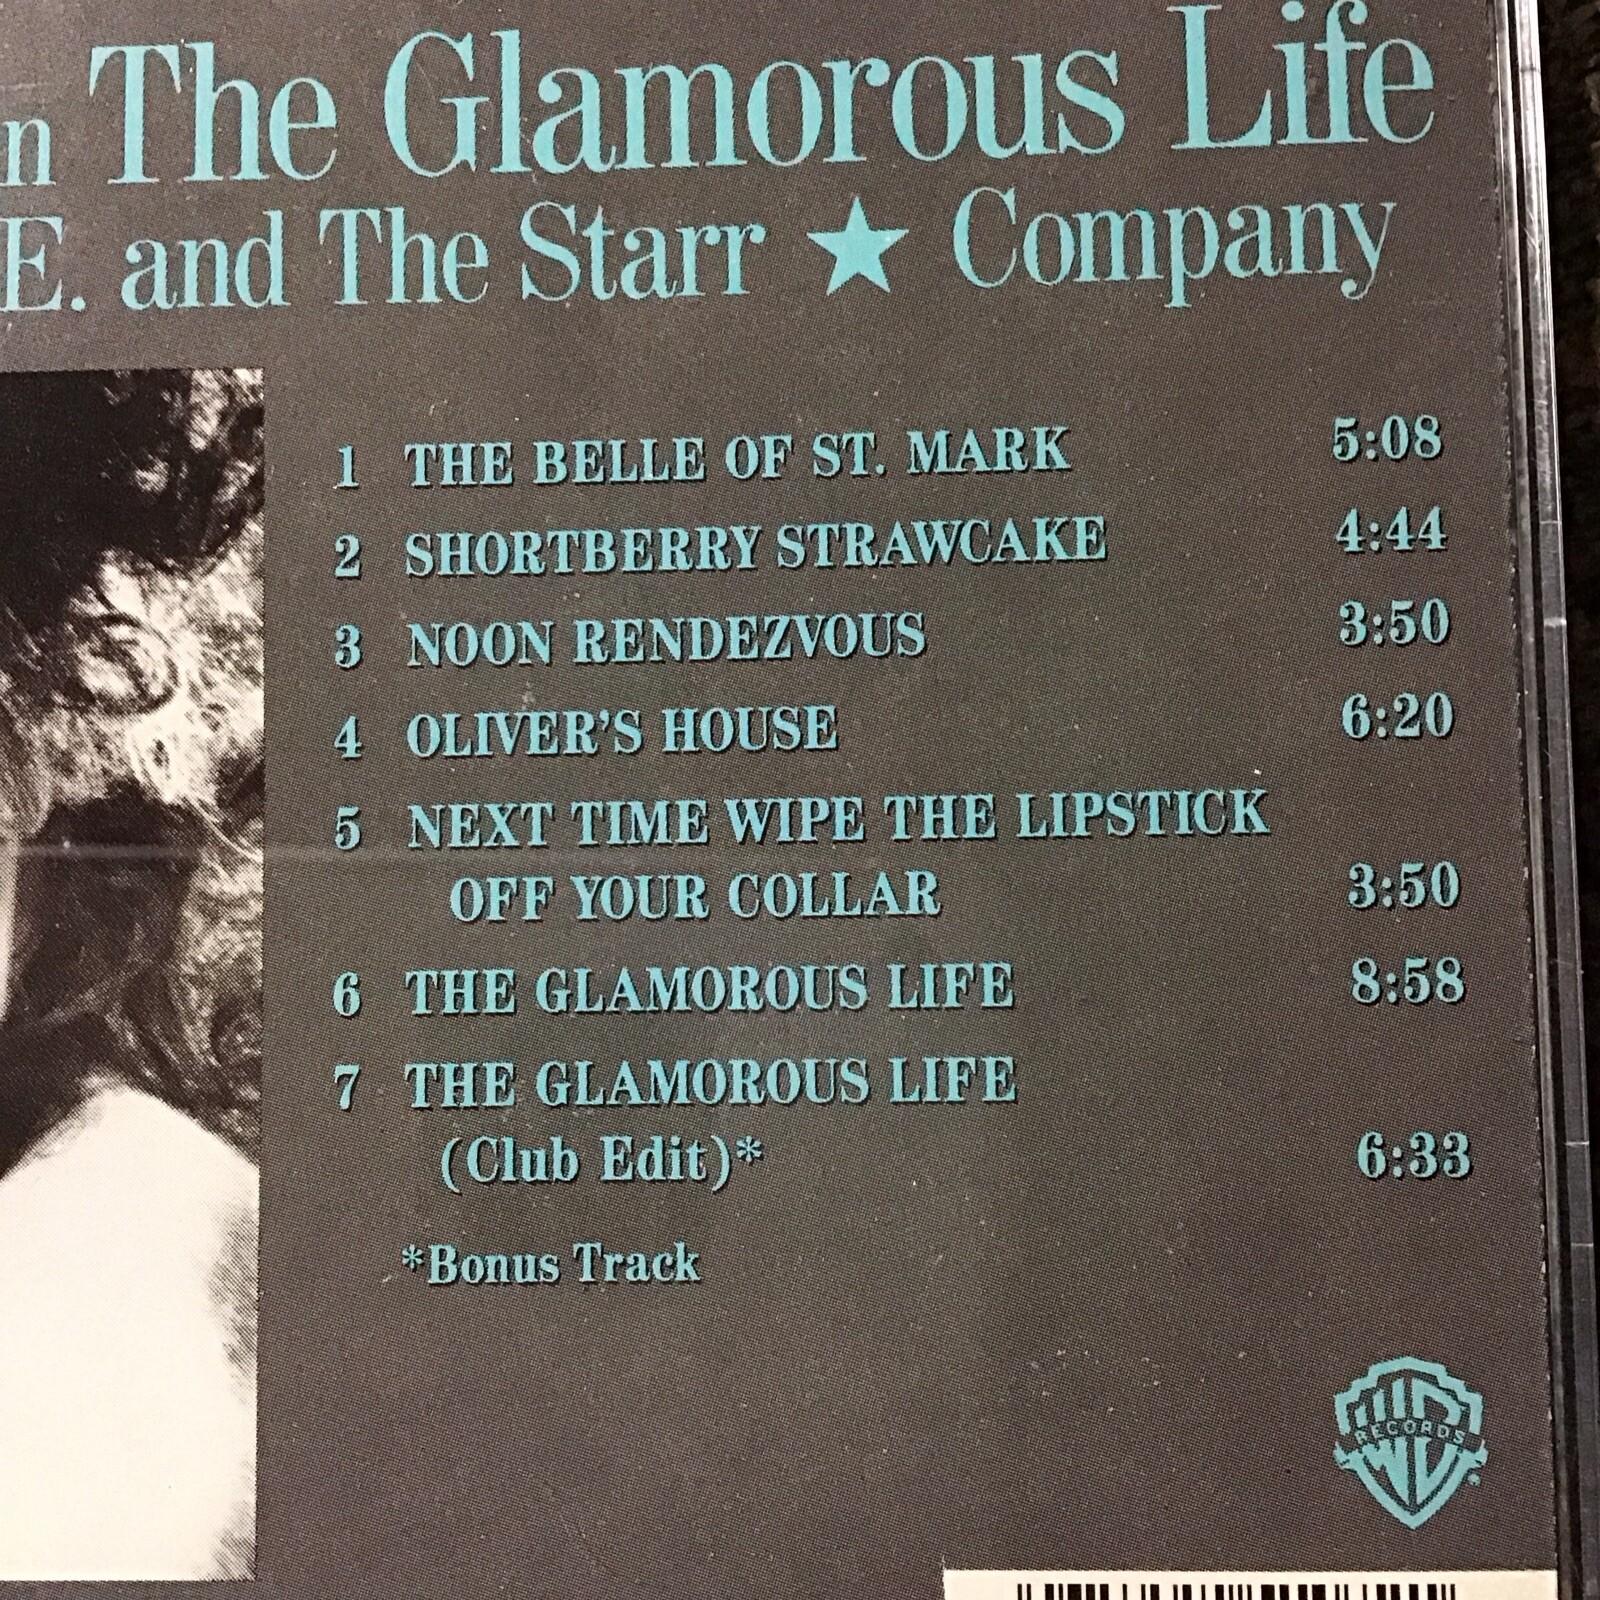 n The Glamorous Life
E. and The Starr ★ Company
1 THE BELLE OF ST. MARK 5:08
2 SHORTBERRY STRAWCAKE 4:44
3 NOON RENDEZVOUS 3:50
4 OLIVER'S HOUSE 6:20
5 NEXT TIME WIPE THE LIPSTICK
OFF YOUR COLLAR 3:50
6 THE GLAMOROUS LIFE 8:58
7 THE GLAMOROUS LIFE
(Club Edit)* 6:33
*Bonus Track
WB
RECORDS
®